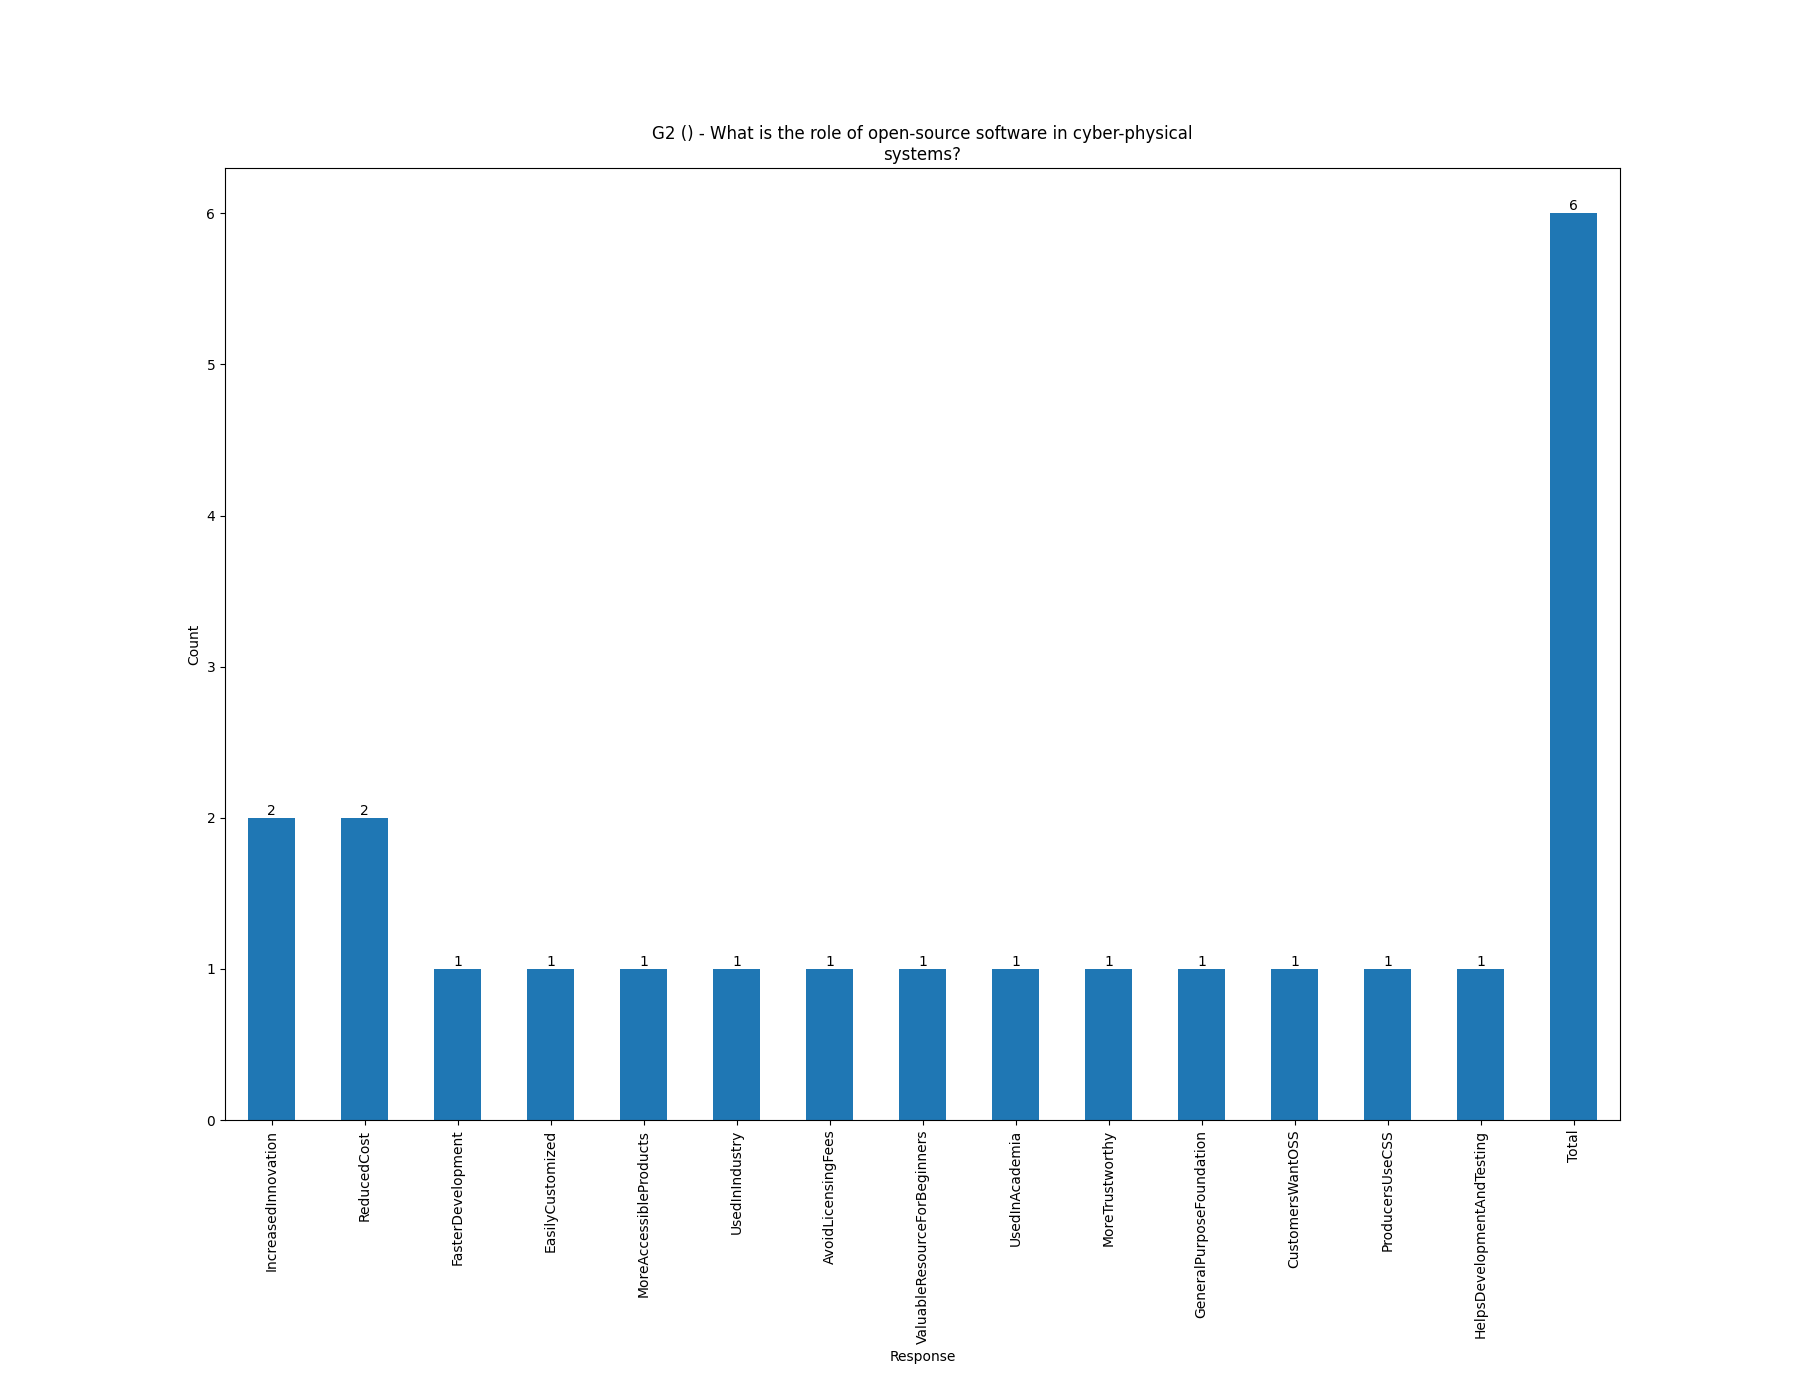 G2 () - What is the role of open-source software in cyber-physical
systems?
Count
6
5
4
3
2
1
0
2
2
1
1
1
1
1
1
1
1
1
1
1
1
6
IncreasedInnovation
ReducedCost
FasterDevelopment
EasilyCustomized
MoreAccessibleProducts
UsedInIndustry
AvoidLicensingFees
ValuableResourceForBeginners
UsedInAcademia
MoreTrustworthy
GeneralPurposeFoundation
CustomersWantOSS
ProducersUseCSS
HelpsDevelopmentAndTesting
Total
Response